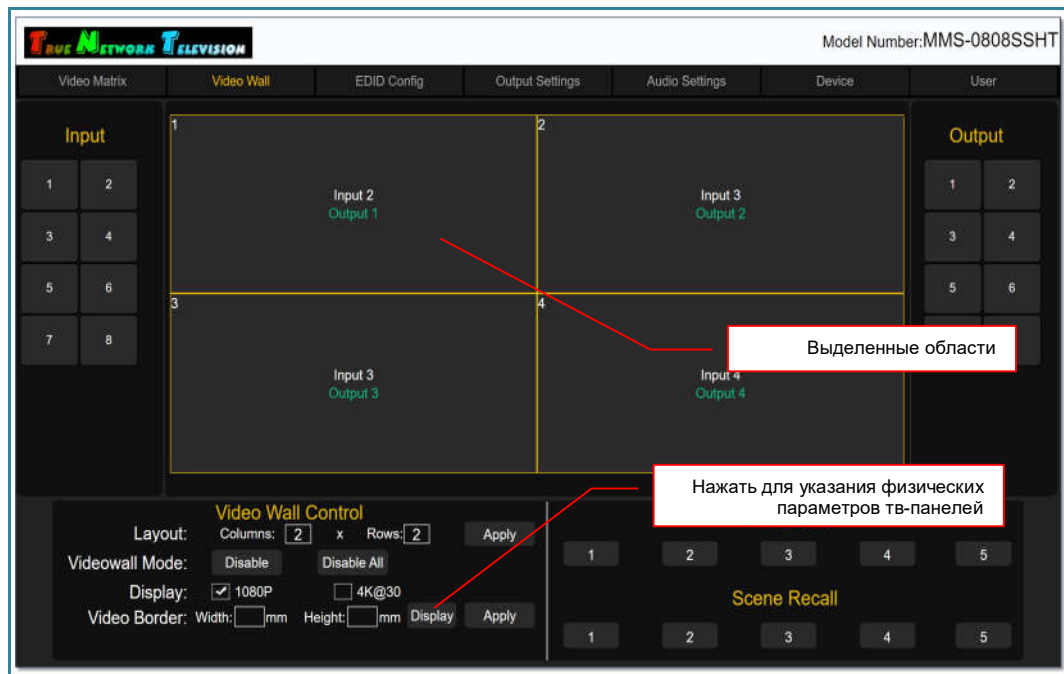 True Network Television
Model Number:MMS-0808SSHT
Video Matrix Video Wall EDID Config Output Settings Audio Settings Device User
Input
1 2
3 4
5 6
7 8
1
Input 2
Output 1
2
Input 3
Output 2
3
Input 3
Output 3
4
Input 4
Output 4
Output
1 2
3 4
5 6
Выделенные области
Нажать для указания физических
параметров тв-панелей
Video Wall Control
Layout: Columns: 2 x Rows: 2 Apply
Videowall Mode: Disable Disable All
Display: 1080P 4K@30
Video Border: Width: mm Height: mm Display Apply
1 2 3 4 5
Scene Recall
1 2 3 4 5